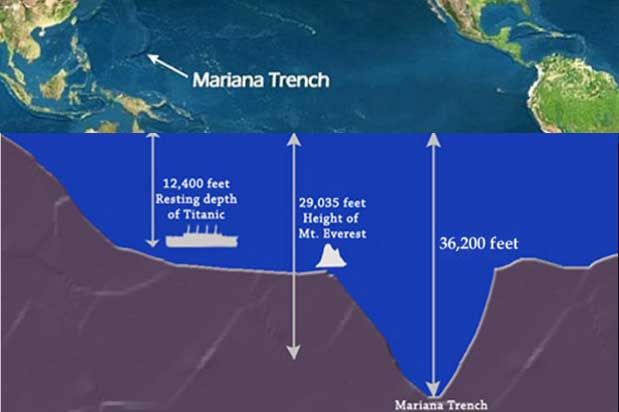 Mariana Trench
12,400 feet
Resting depth
of Titanic
29,035 feet
Height of
Mt. Everest
36,200 feet
Mariana Trench